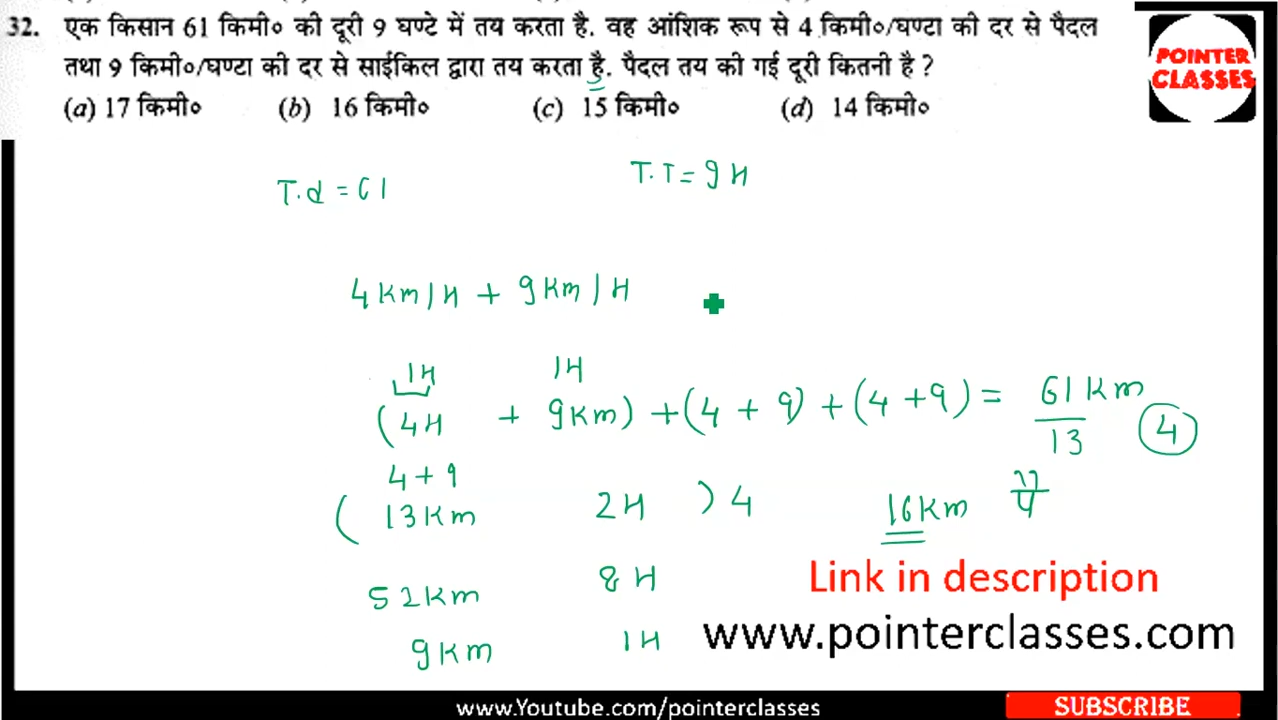 32. एक किसान 61 किमी० की दूरी 9 घण्टे में तय करता है. वह आंशिक रूप से 4 किमी०/घण्टा की दर से पैदल
तथा 9 किमी०/घण्टा की दर से साईकिल द्वारा तय करता है. पैदल तय की गई दूरी कितनी है ?
(a) 17 किमी० (b) 16 किमी० (c) 15 किमी० (d) 14 किमी०
POINTER
CLASSES
T.d = 61
T.T = 9 H
4 Km/H + 9 Km/H
1H 1H
(4H + 9Km) + (4 + 9) + (4 + 9) = 61 Km
13 4
4 + 9
( 13Km 2H ) 4 16 Km
52 Km 8 H
9 Km 1 H
Link in description
www.pointerclasses.com
www.Youtube.com/pointerclasses
SUBSCRIBE